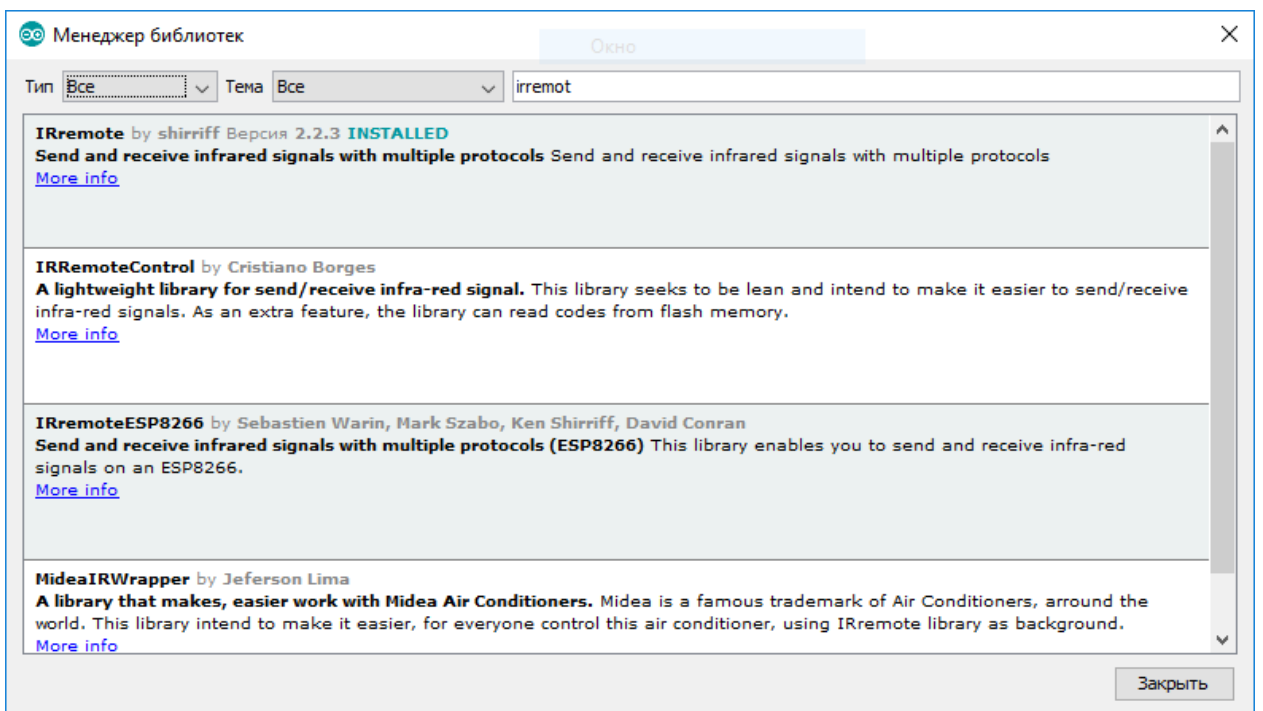 Менеджер библиотек
Окно
Тип Все Тема Все irremot
IRremote by shirriff Версия 2.2.3 INSTALLED
Send and receive infrared signals with multiple protocols Send and receive infrared signals with multiple protocols
More info
IRRemoteControl by Cristiano Borges
A lightweight library for send/receive infra-red signal. This library seeks to be lean and intend to make it easier to send/receive
infra-red signals. As an extra feature, the library can read codes from flash memory.
More info
IRremoteESP8266 by Sebastien Warin, Mark Szabo, Ken Shirriff, David Conran
Send and receive infrared signals with multiple protocols (ESP8266) This library enables you to send and receive infra-red
signals on an ESP8266.
More info
MideaIRWrapper by Jeferson Lima
A library that makes, easier work with Midea Air Conditioners. Midea is a famous trademark of Air Conditioners, arround the
world. This library intend to make it easier, for everyone control this air conditioner, using IRremote library as background.
More info
Закрыть